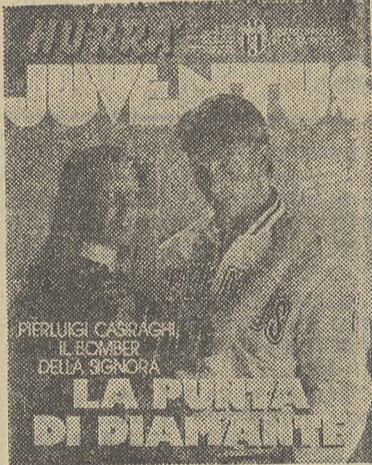 HURRA'
JUVENTUS
PIERLUIGI CASIRAGHI,
IL BOMBER
DELLA SIGNORA
LA PUNTA
DI DIAMANTE